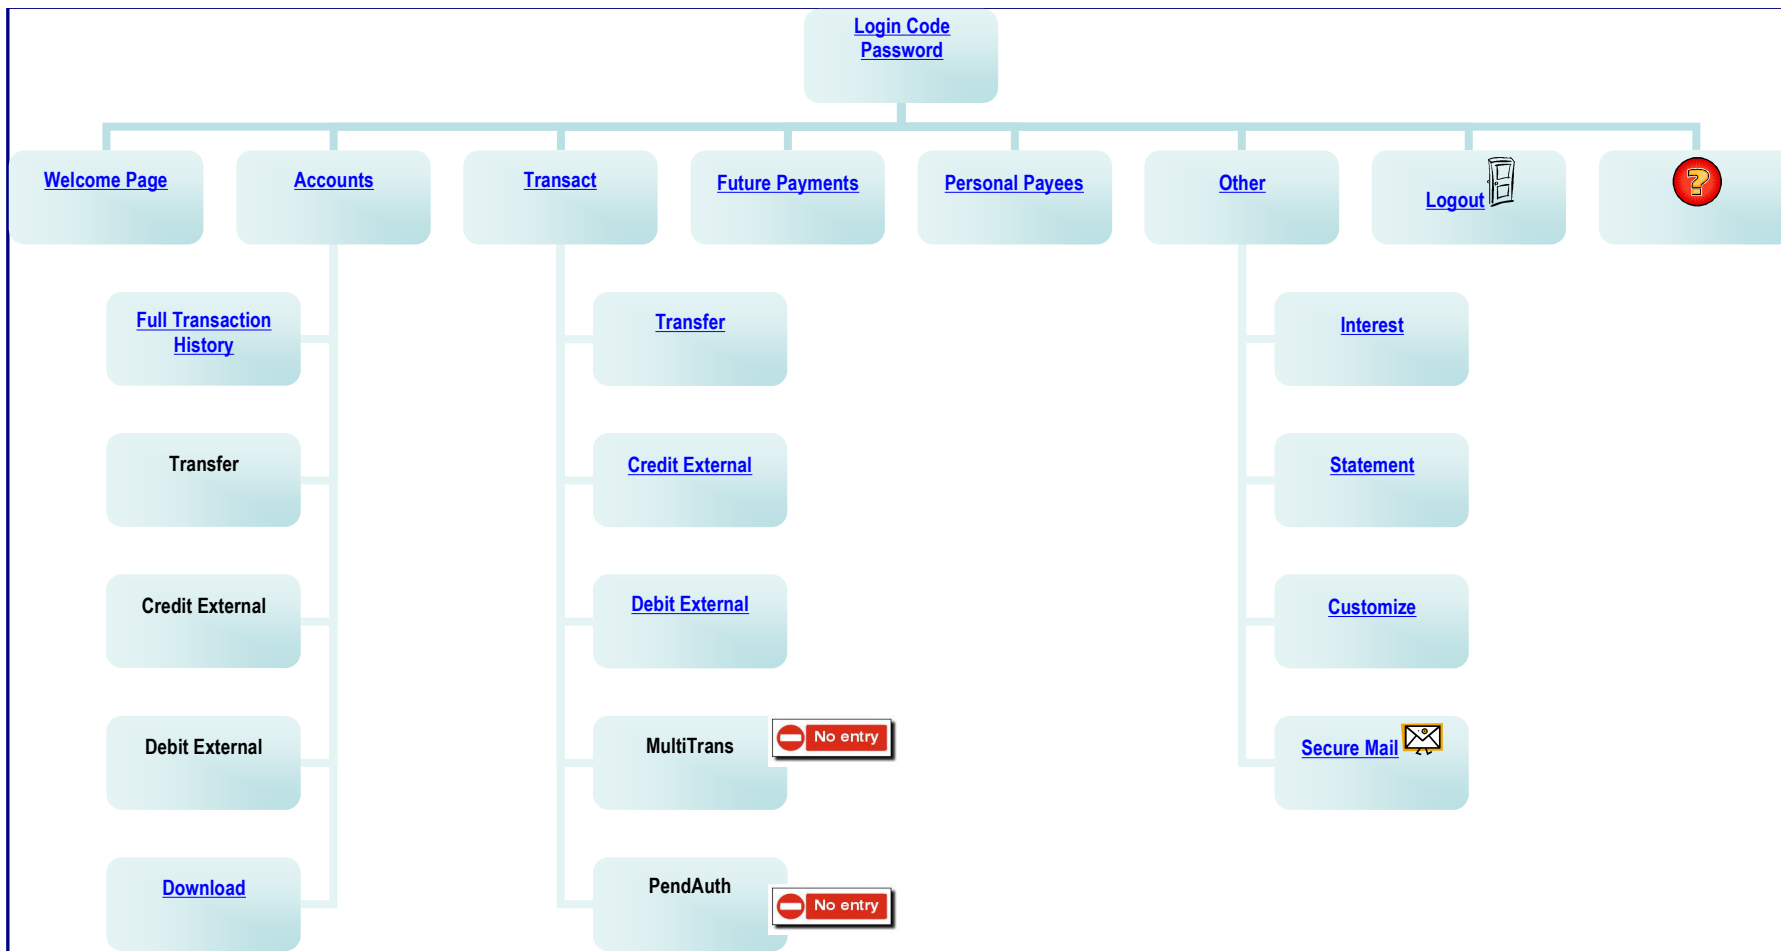 Login Code
Password
Welcome Page
Accounts
Transact
Future Payments
Personal Payees
Other
Logout
?
Full Transaction
History
Transfer
Interest
Transfer
Credit External
Statement
Credit External
Debit External
Customize
Debit External
MultiTrans
No entry
Secure Mail
Download
PendAuth
No entry